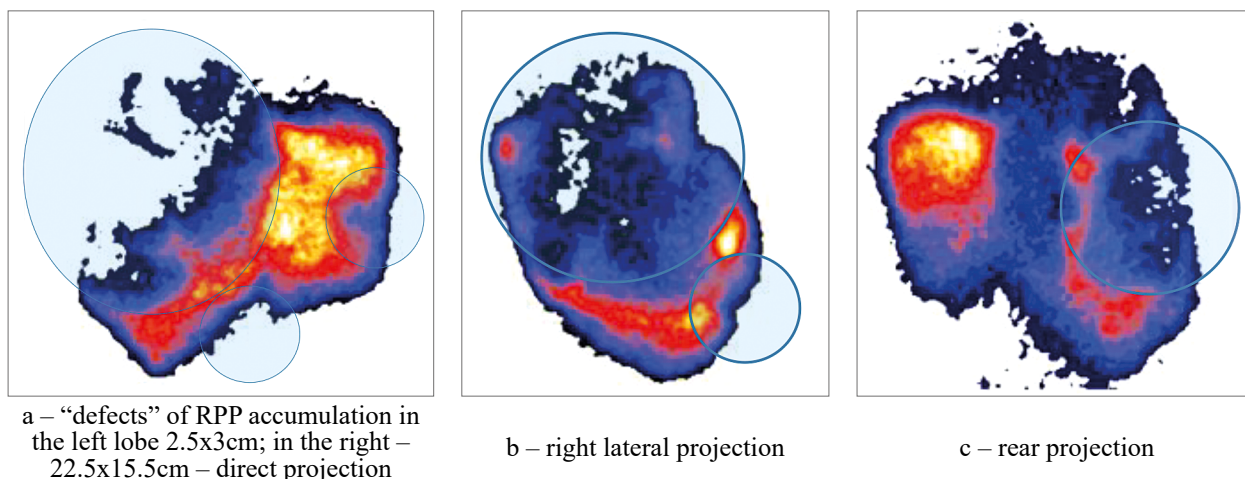 a – “defects” of RPP accumulation in
the left lobe 2.5x3cm; in the right –
22.5x15.5cm – direct projection
b – right lateral projection
c – rear projection